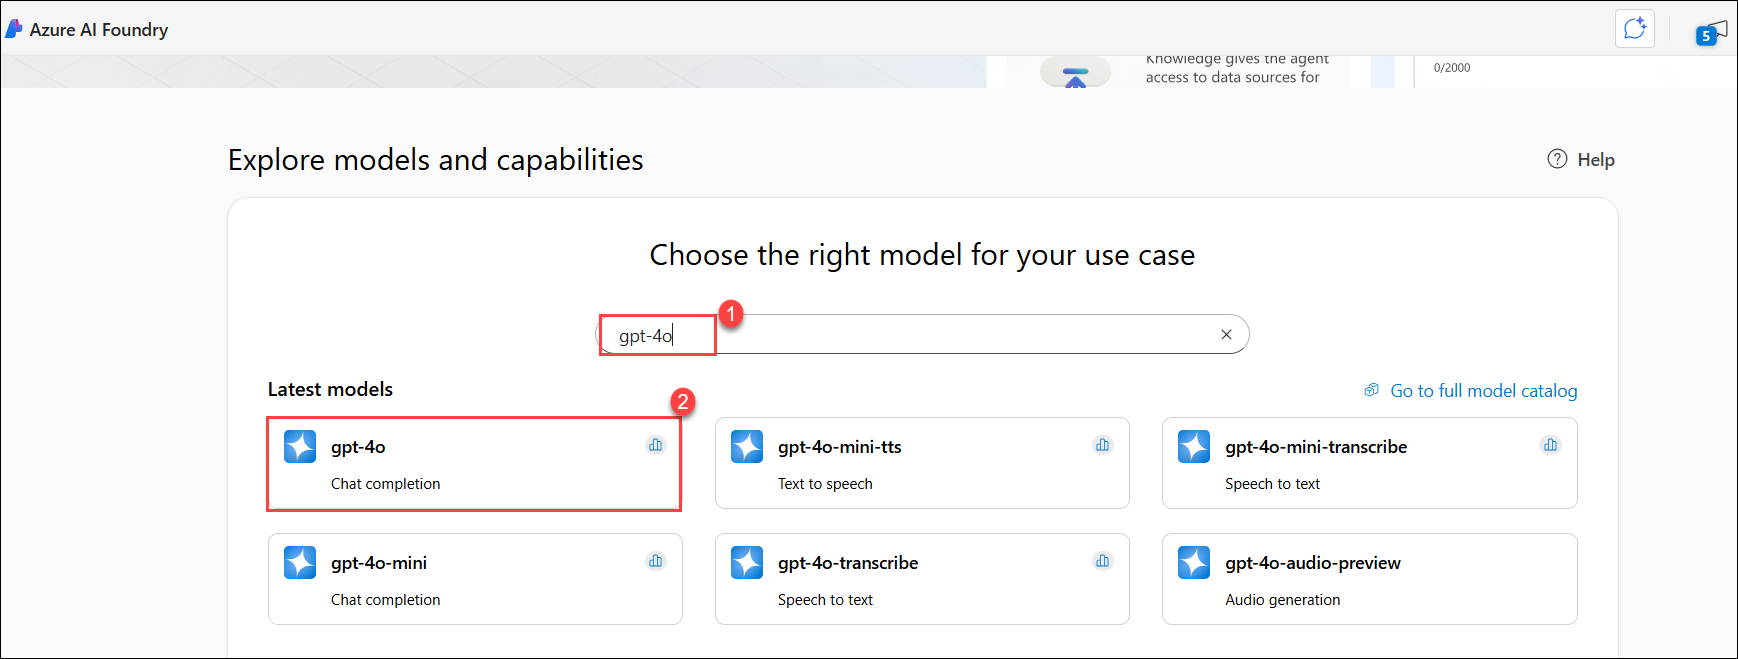 Azure AI Foundry
5
Knowledge gives the agent
access to data sources for
0/2000
Explore models and capabilities
Help
Choose the right model for your use case
1
gpt-4o
Latest models
Go to full model catalog
2
gpt-4o
Chat completion
gpt-4o-mini-tts
Text to speech
gpt-4o-mini-transcribe
Speech to text
gpt-4o-mini
Chat completion
gpt-4o-transcribe
Speech to text
gpt-4o-audio-preview
Audio generation